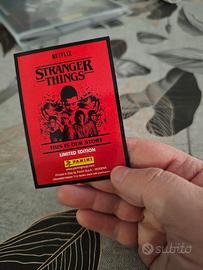 NETFLIX
STRANGER
THINGS
THIS IS OUR STORY
LIMITED EDITION
PANINI
subito